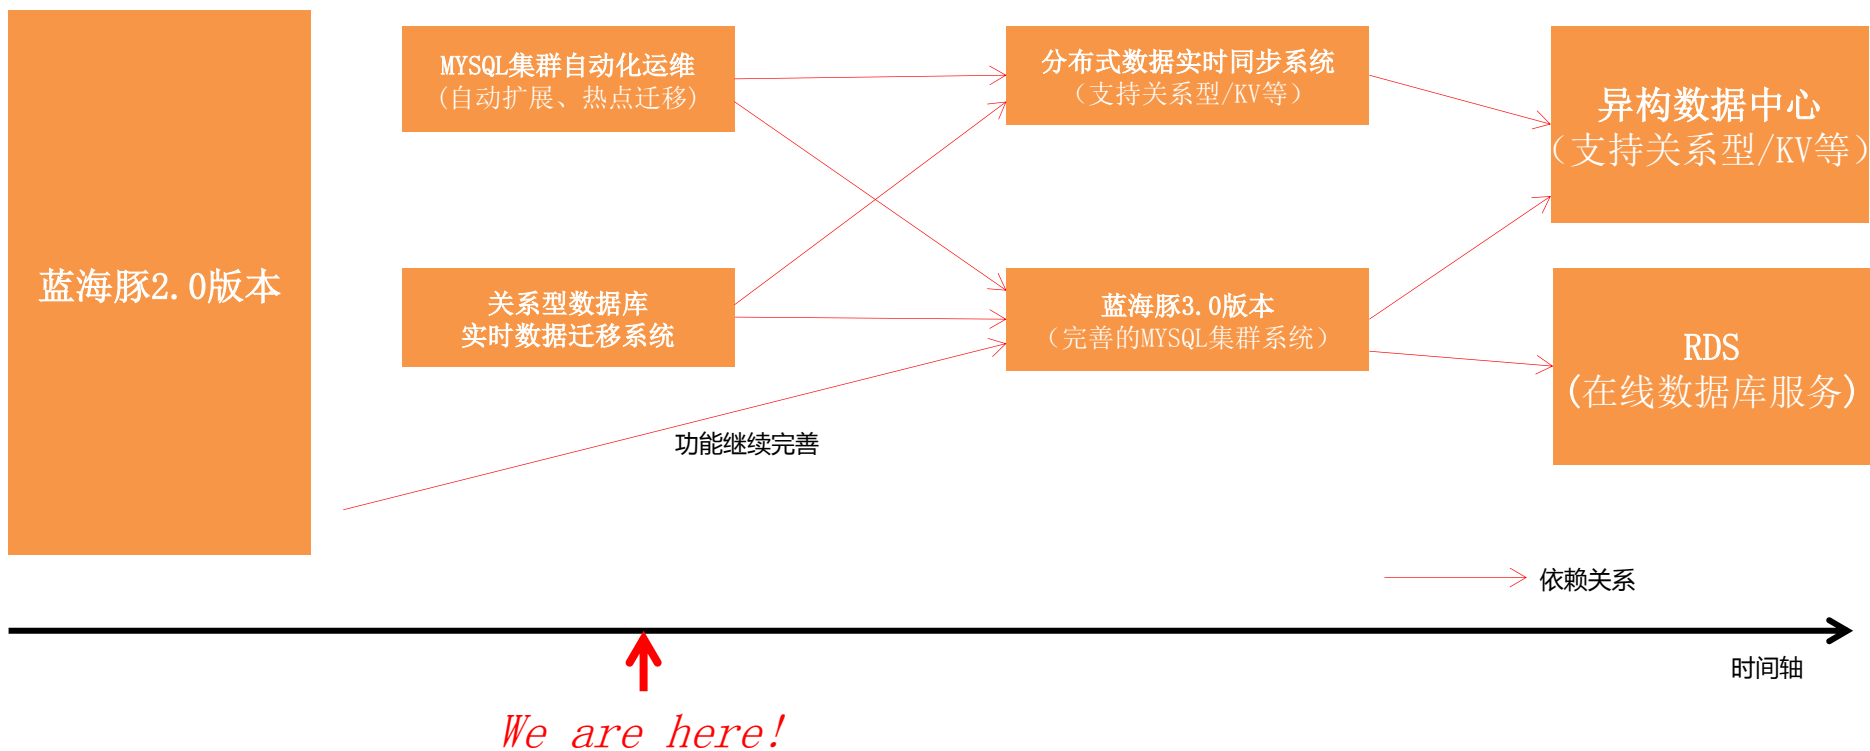 蓝海豚2.0版本
MYSQL集群自动化运维
(自动扩展、热点迁移)
关系型数据库
实时数据迁移系统
分布式数据实时同步系统
（支持关系型/KV等）
蓝海豚3.0版本
（完善的MYSQL集群系统）
异构数据中心
（支持关系型/KV等）
RDS
(在线数据库服务)
功能继续完善
依赖关系
时间轴
We are here!